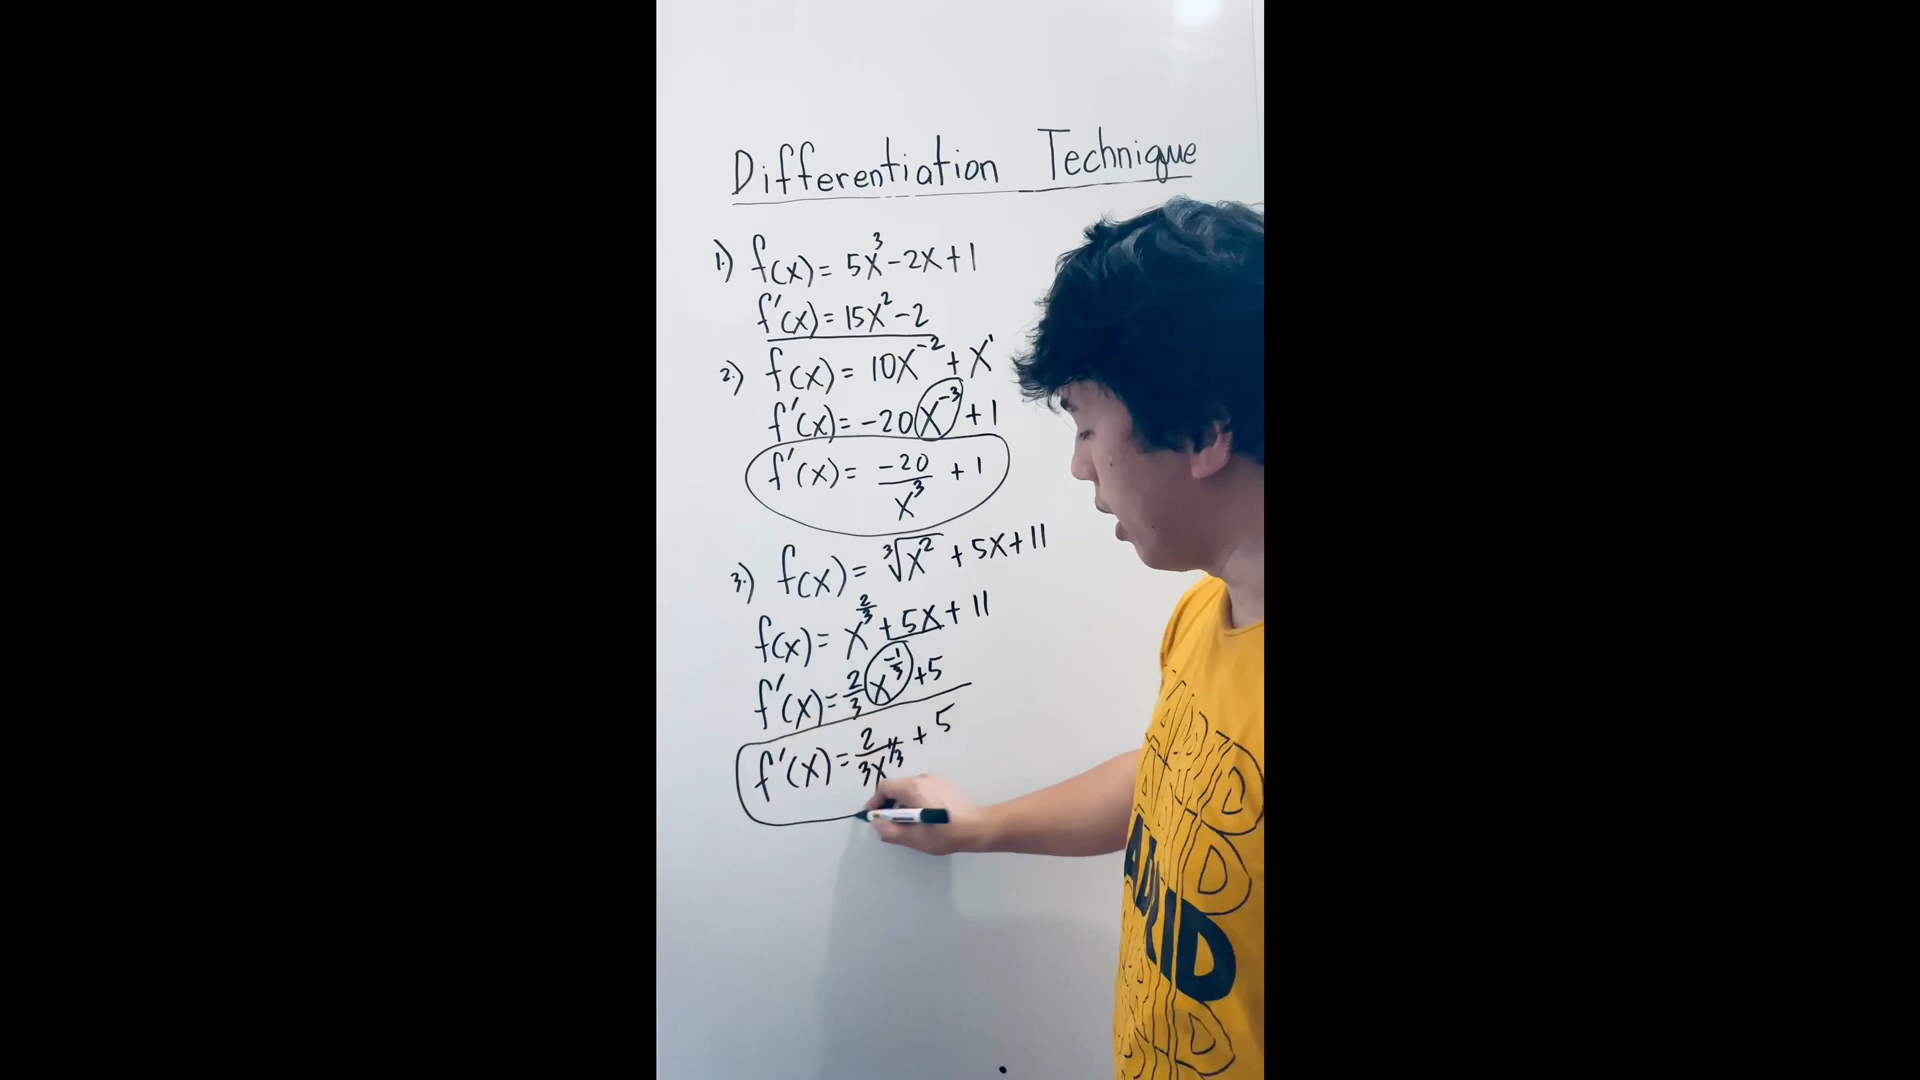 Differentiation Technique
1.) f(x) = 5x³ - 2x + 1
f'(x) = 15x² - 2
2.) f(x) = 10x⁻² + x¹
f'(x) = -20x⁻³ + 1
f'(x) = -20/x³ + 1
3.) f(x) = ³√x² + 5x + 11
f(x) = x^(2/3) + 5x + 11
f'(x) = 2/3 x^(-1/3) + 5
f'(x) = 2/(3x^(1/3)) + 5